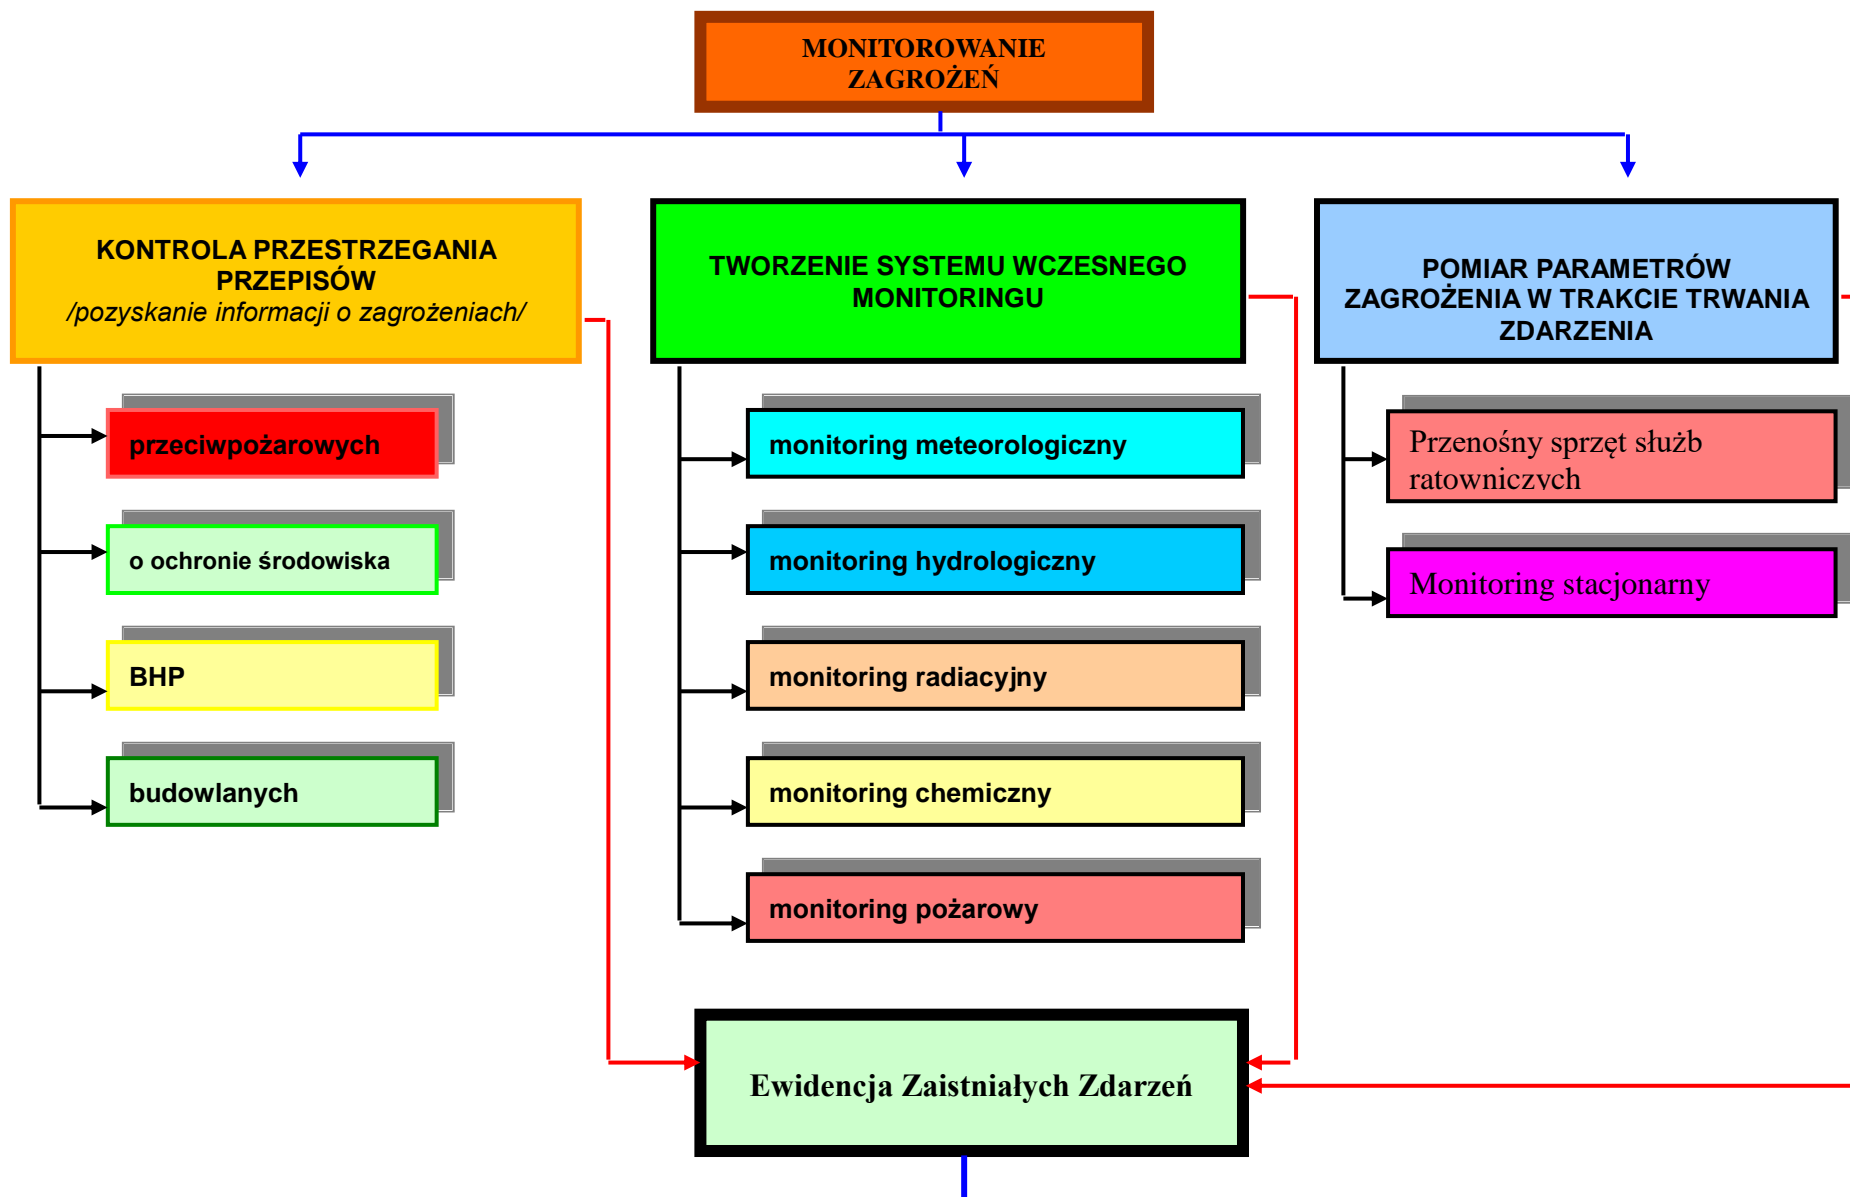 MONITOROWANIE
ZAGROŻEŃ
KONTROLA PRZESTRZEGANIA
PRZEPISÓW
/pozyskanie informacji o zagrożeniach/
TWORZENIE SYSTEMU WCZESNEGO
MONITORINGU
POMIAR PARAMETRÓW
ZAGROŻENIA W TRAKCIE TRWANIA
ZDARZENIA
przeciwpożarowych
o ochronie środowiska
BHP
budowlanych
monitoring meteorologiczny
monitoring hydrologiczny
monitoring radiacyjny
monitoring chemiczny
monitoring pożarowy
Przenośny sprzęt służb
ratowniczych
Monitoring stacjonarny
Ewidencja Zaistniałych Zdarzeń